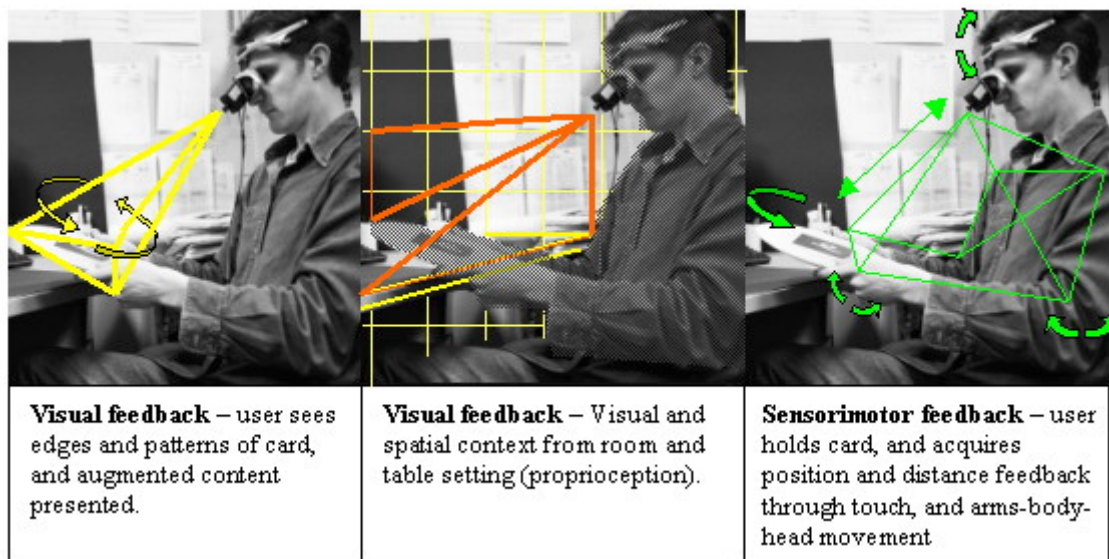 Visual feedback – user sees
edges and patterns of card,
and augmented content
presented.
Visual feedback – Visual and
spatial context from room and
table setting (proprioception).
Sensorimotor feedback – user
holds card, and acquires
position and distance feedback
through touch, and arms-body-
head movement